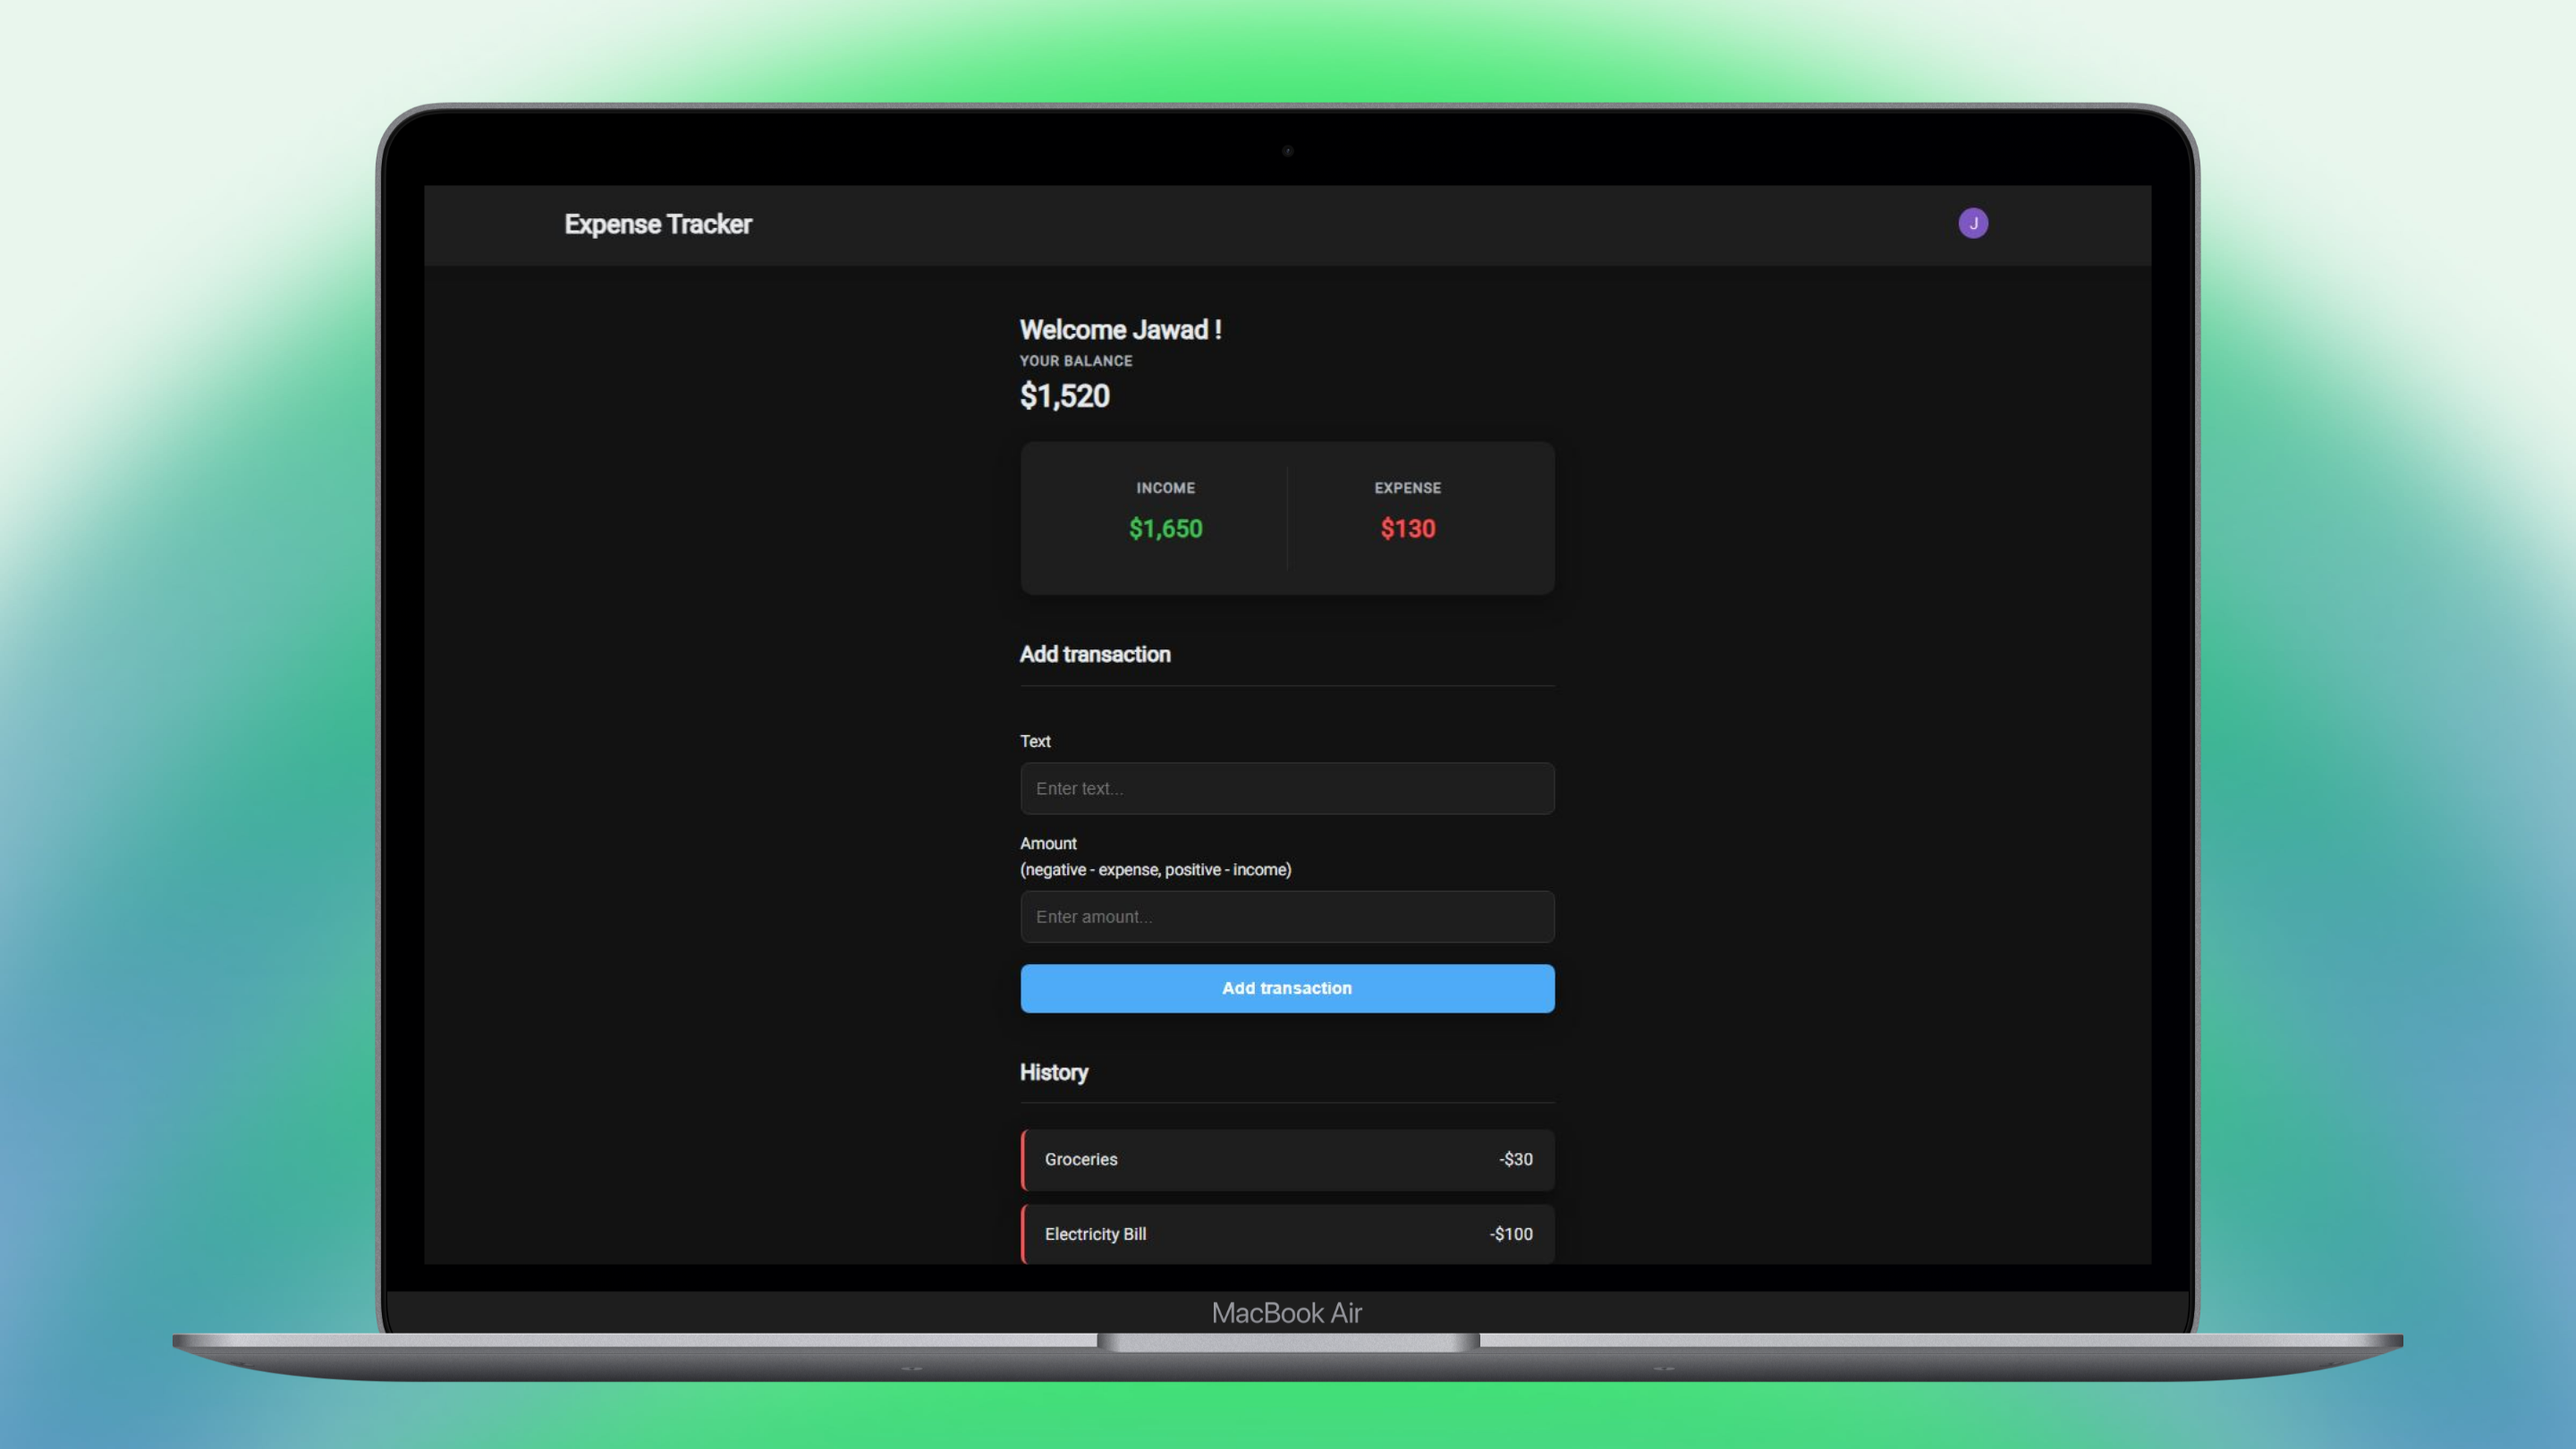 Expense Tracker
J
Welcome Jawad !
YOUR BALANCE
$1,520
INCOME
EXPENSE
$1,650
$130
Add transaction
Text
Enter text...
Amount
(negative - expense, positive - income)
Enter amount...
Add transaction
History
Groceries
-$30
Electricity Bill
-$100
MacBook Air